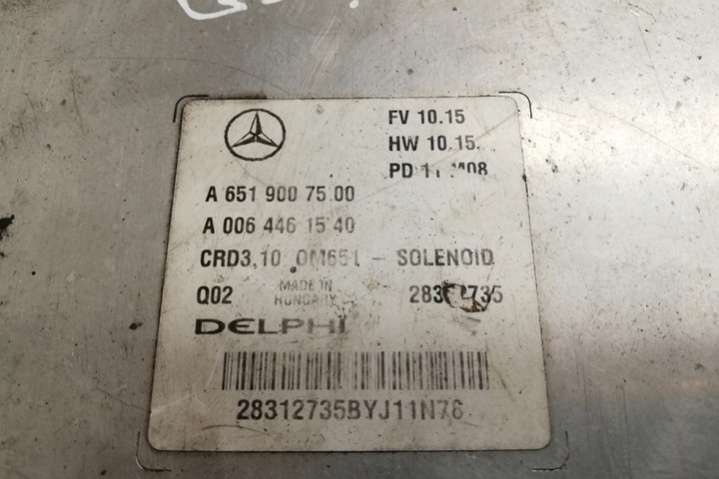 FV 10.15
HW 10.15
PD
A 651 900 75 00
A 006 446 15 40
CRD3.10 OM651 - SOLENOID
Q02 MADE IN HUNGARY
DELPHI
28312735BYJ11N76